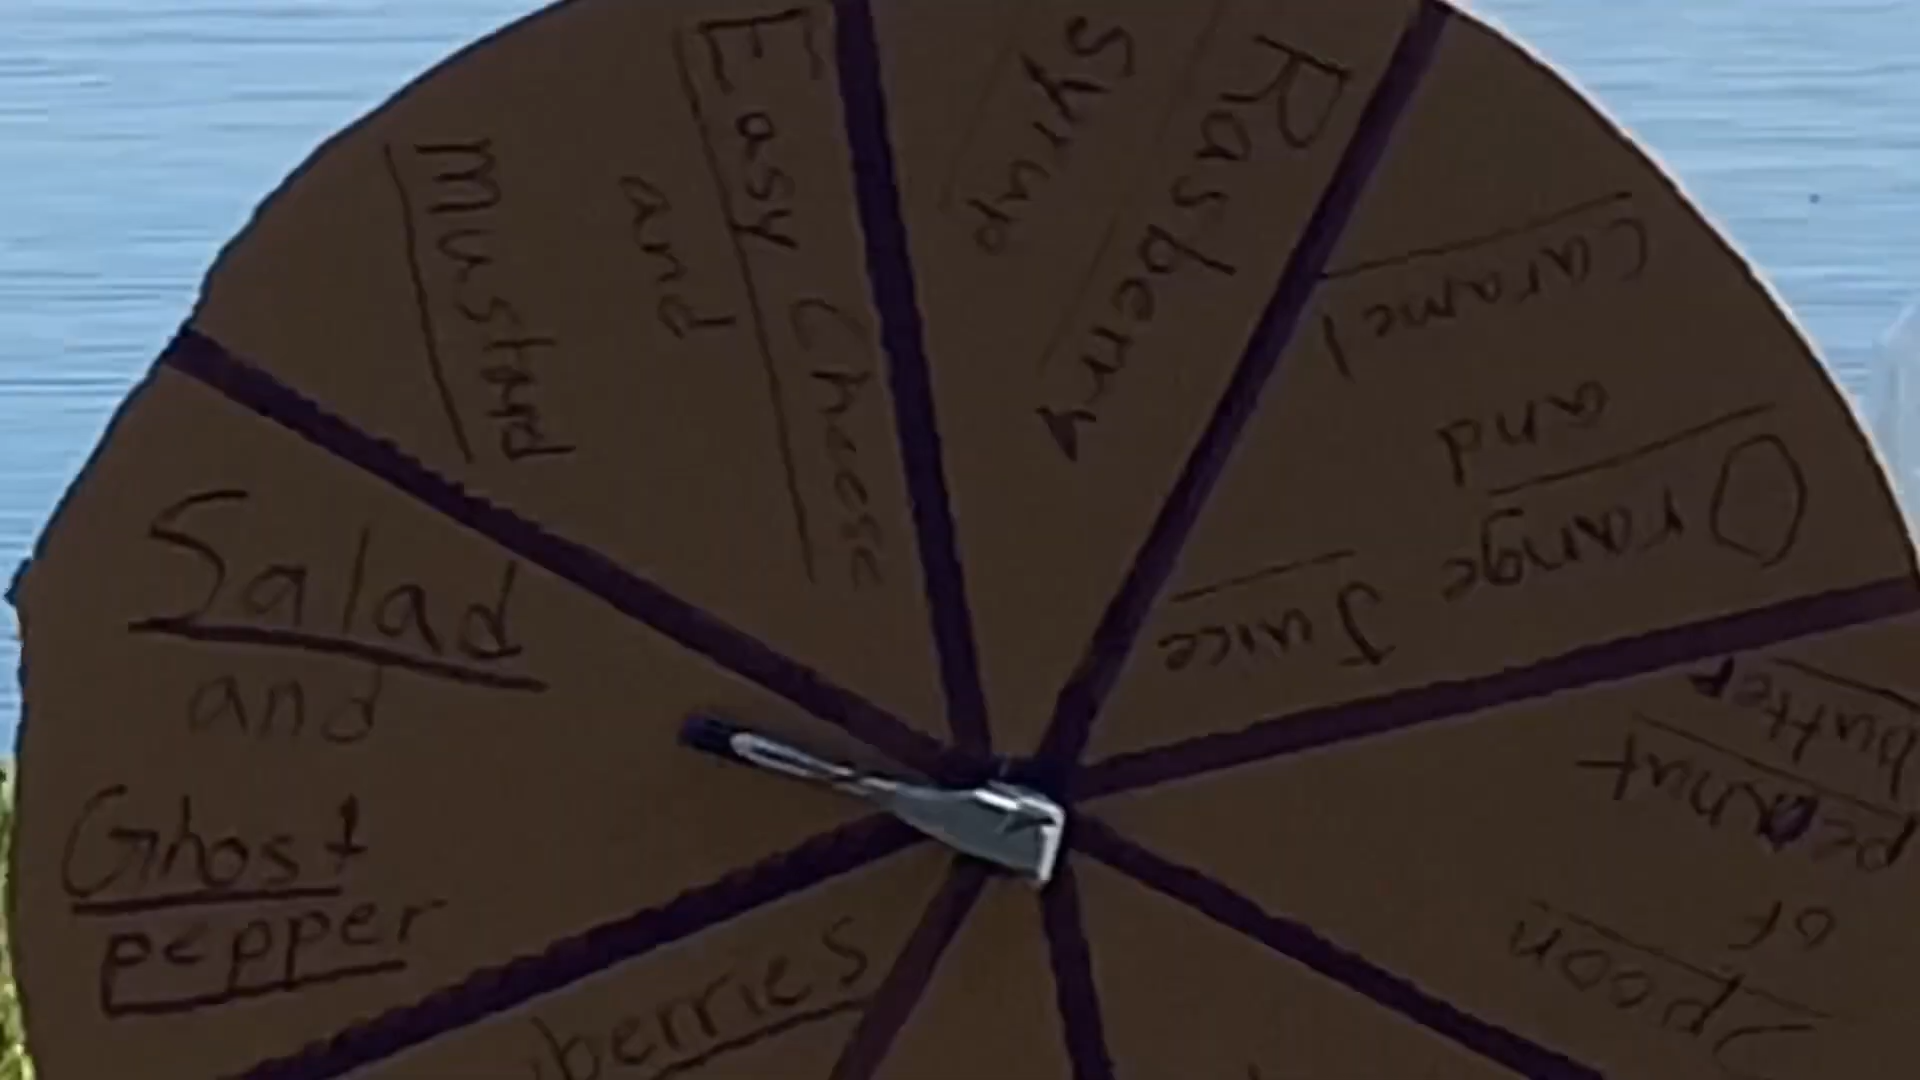 Salad
and
Ghost
pepper
Mustard
and
Easy Cheese
Rasberry
Syrup
Caramel
and
Orange Juice
Spoon
of
peanut
butter
berries